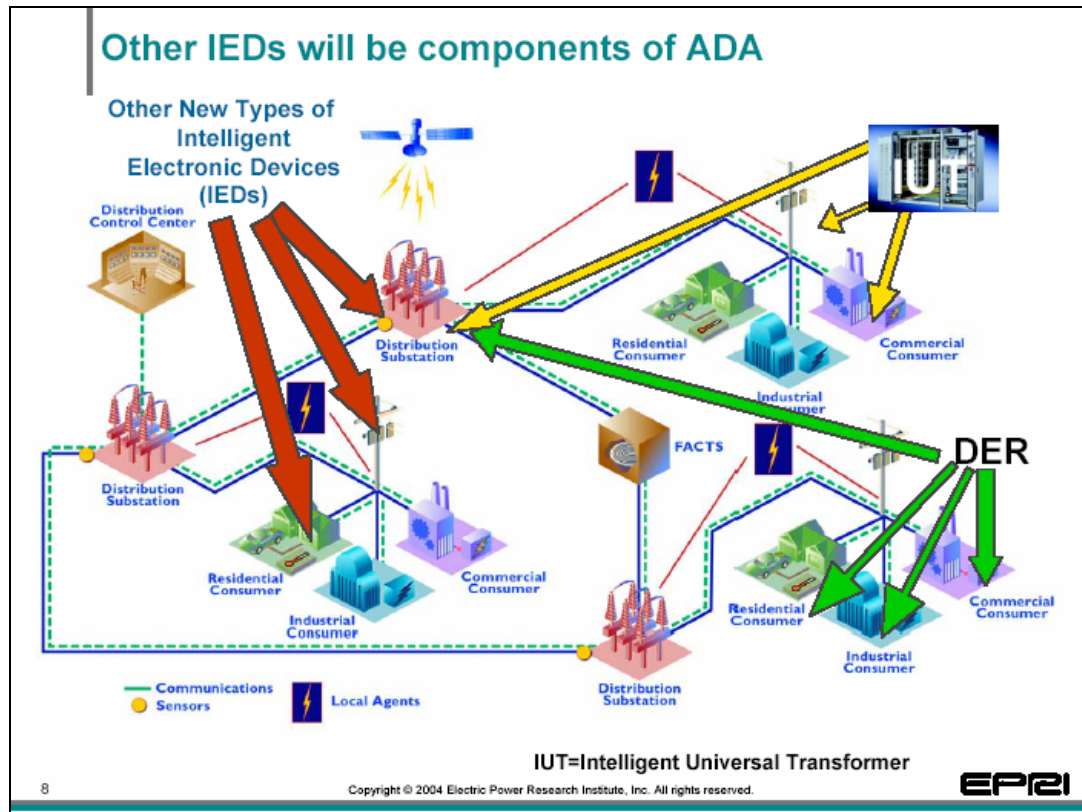 Other IEDs will be components of ADA
Other New Types of
Intelligent
Electronic Devices
(IEDs)
IUT
Distribution
Control Center
Distribution
Substation
Residential
Consumer
Commercial
Consumer
Industrial
Consumer
Distribution
Substation
FACTS
DER
Residential
Consumer
Commercial
Consumer
Industrial
Consumer
Residential
Consumer
Commercial
Consumer
Industrial
Consumer
Distribution
Substation
Communications
Sensors
Local Agents
IUT=Intelligent Universal Transformer
8
Copyright © 2004 Electric Power Research Institute, Inc. All rights reserved.
EPRI